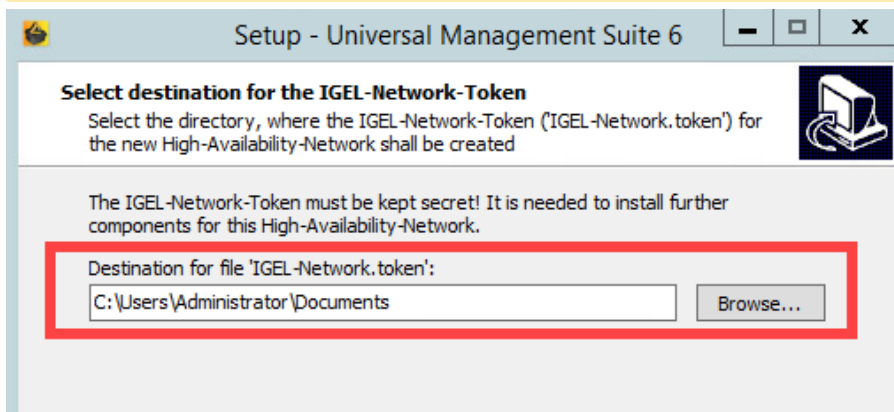 Setup - Universal Management Suite 6
Select destination for the IGEL-Network-Token
Select the directory, where the IGEL-Network-Token ('IGEL-Network.token') for
the new High-Availability-Network shall be created
The IGEL-Network-Token must be kept secret! It is needed to install further
components for this High-Availability-Network.
Destination for file 'IGEL-Network.token':
C:\Users\Administrator\Documents
Browse...